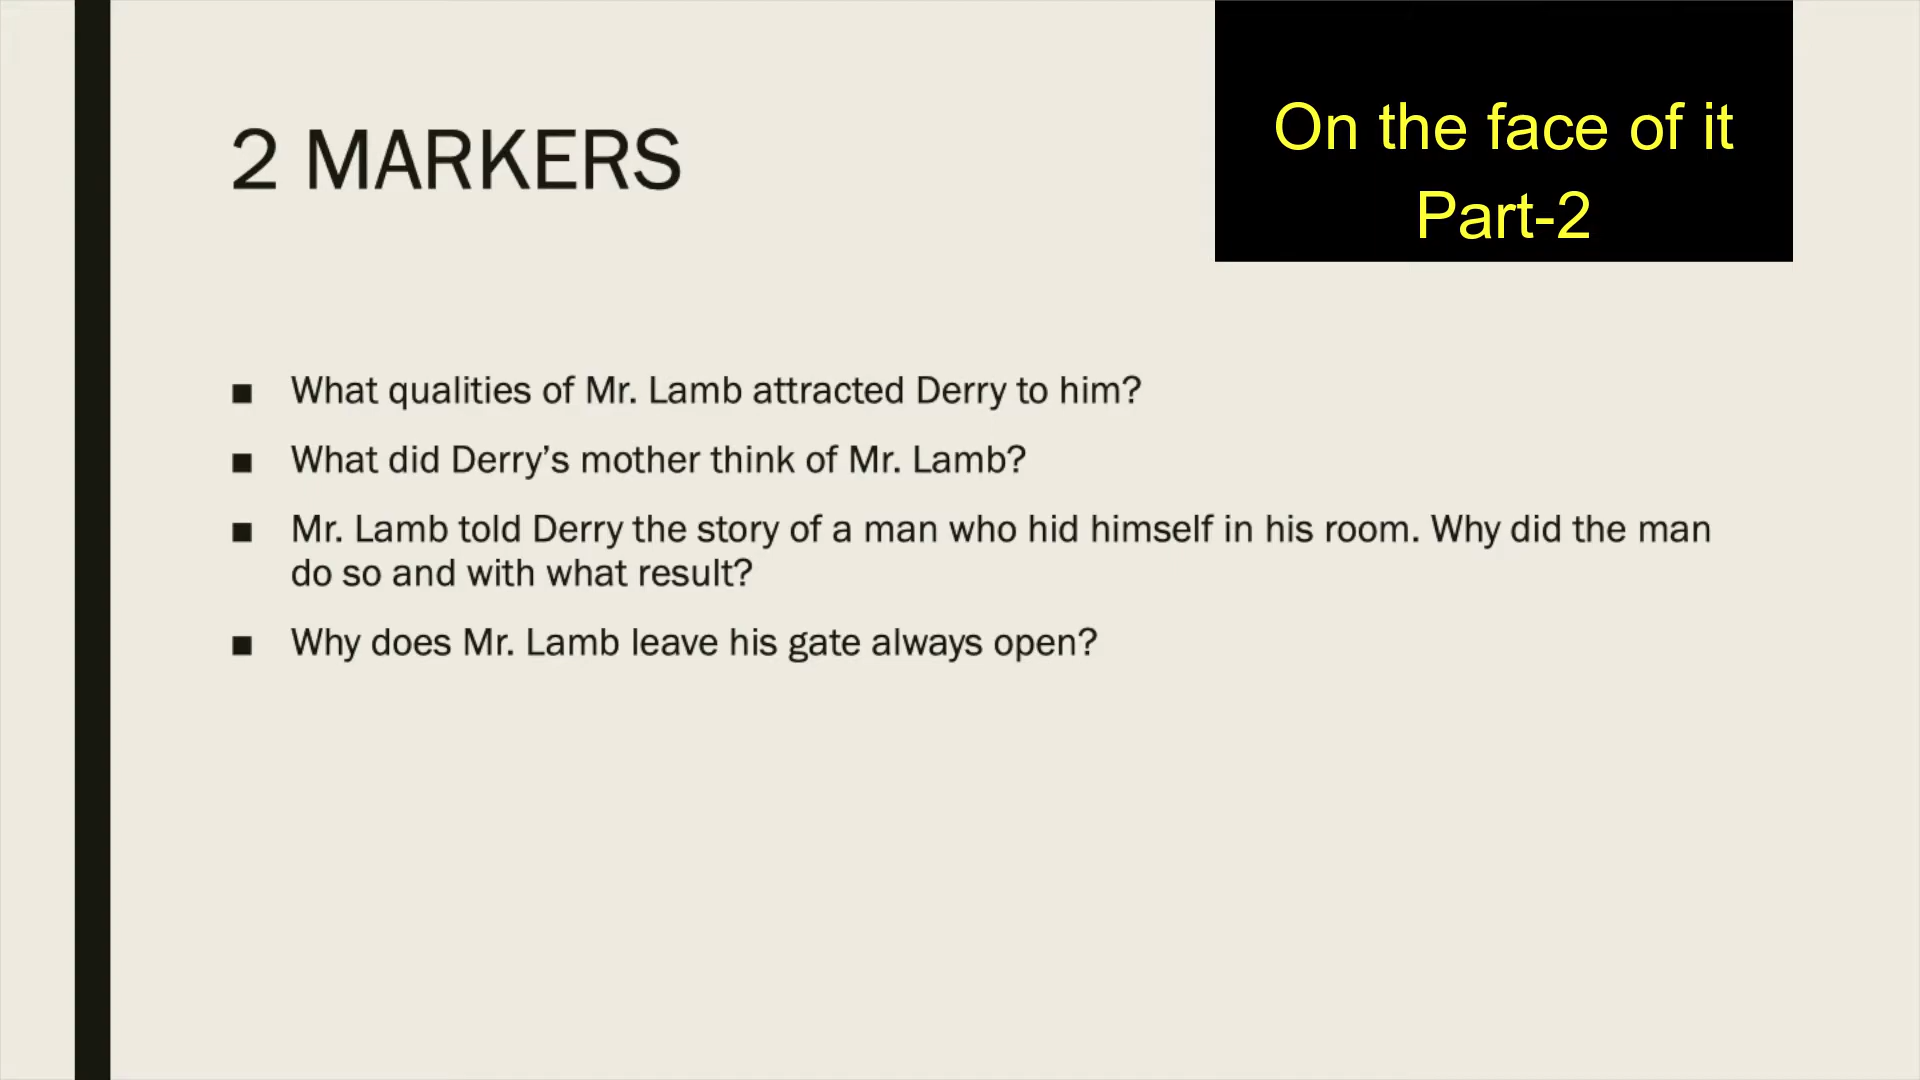 2 MARKERS
On the face of it
Part-2
■ What qualities of Mr. Lamb attracted Derry to him?
■ What did Derry’s mother think of Mr. Lamb?
■ Mr. Lamb told Derry the story of a man who hid himself in his room. Why did the man
do so and with what result?
■ Why does Mr. Lamb leave his gate always open?